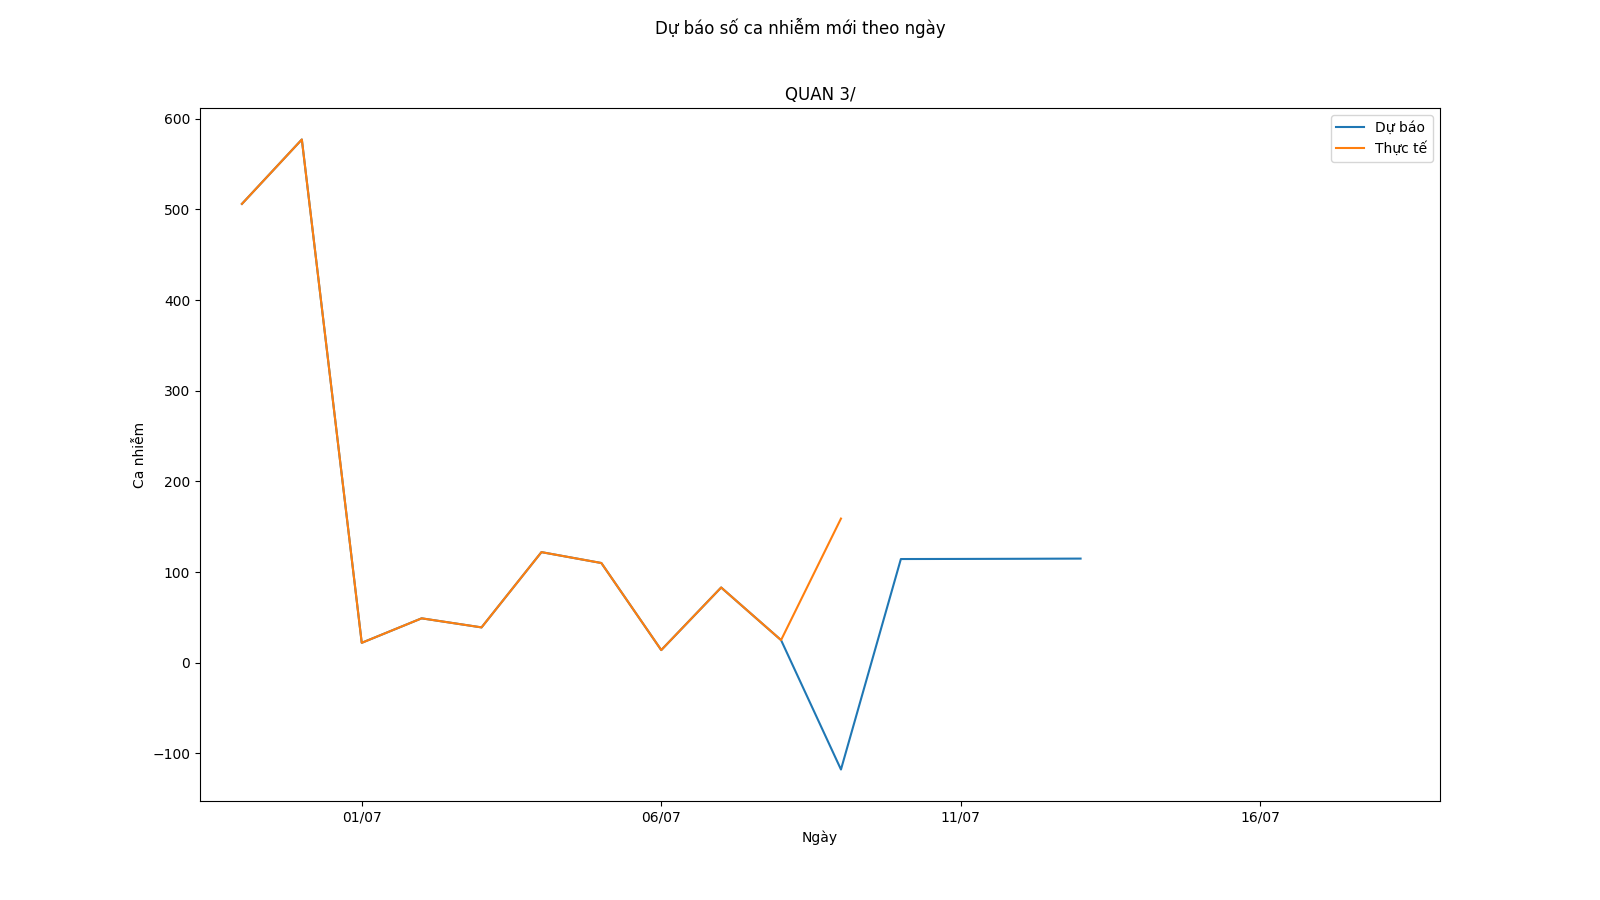 Dự báo số ca nhiễm mới theo ngày
QUAN 3/
Dự báo
Thực tế
600
500
400
300
200
100
0
−100
Ca nhiễm
01/07
06/07
11/07
16/07
Ngày